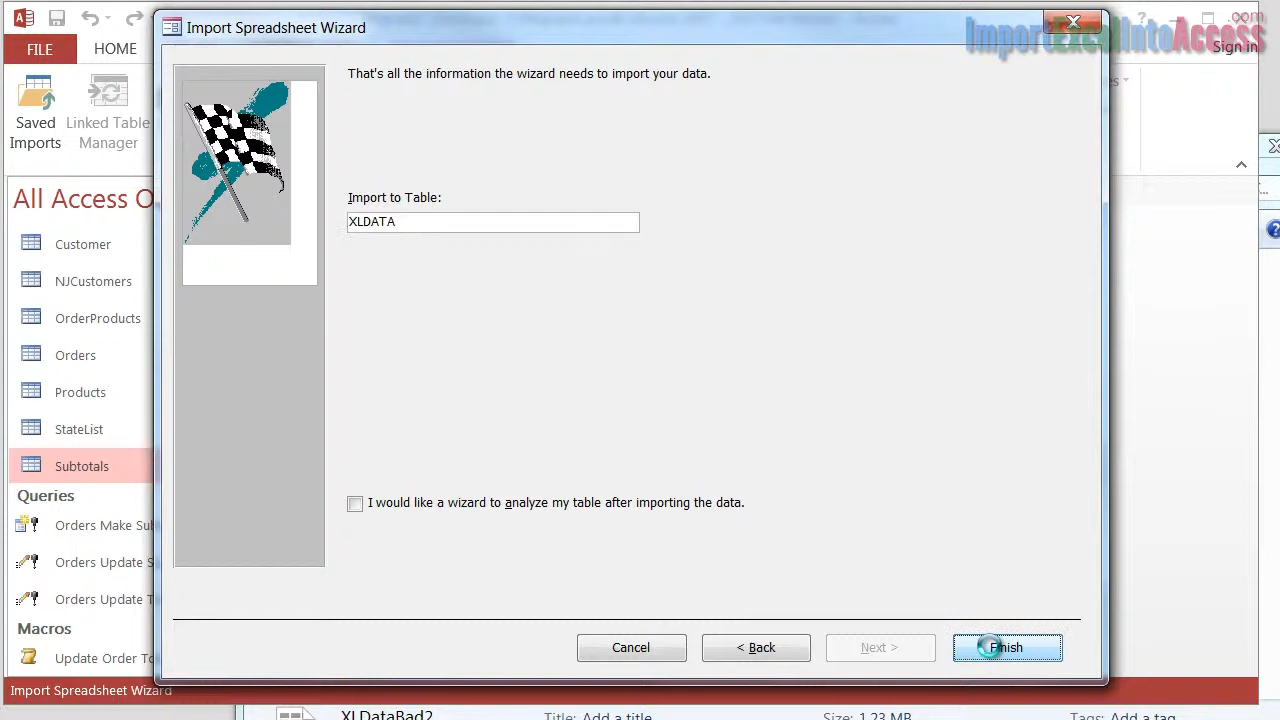 Import Spreadsheet Wizard
ImportExcelIntoAccess
.com
FILE
HOME
Sign in
Saved
Imports
Linked Table
Manager
All Access O
Customer
NJCustomers
OrderProducts
Orders
Products
StateList
Subtotals
Queries
Orders Make Sub
Orders Update S
Orders Update T
Macros
Update Order To
That's all the information the wizard needs to import your data.
Import to Table:
XLDATA
I would like a wizard to analyze my table after importing the data.
Cancel
< Back
Next >
Finish
Import Spreadsheet Wizard
XLDataBad2
Title: Add a title
Size: 1.23 MB
Tags: Add a tag